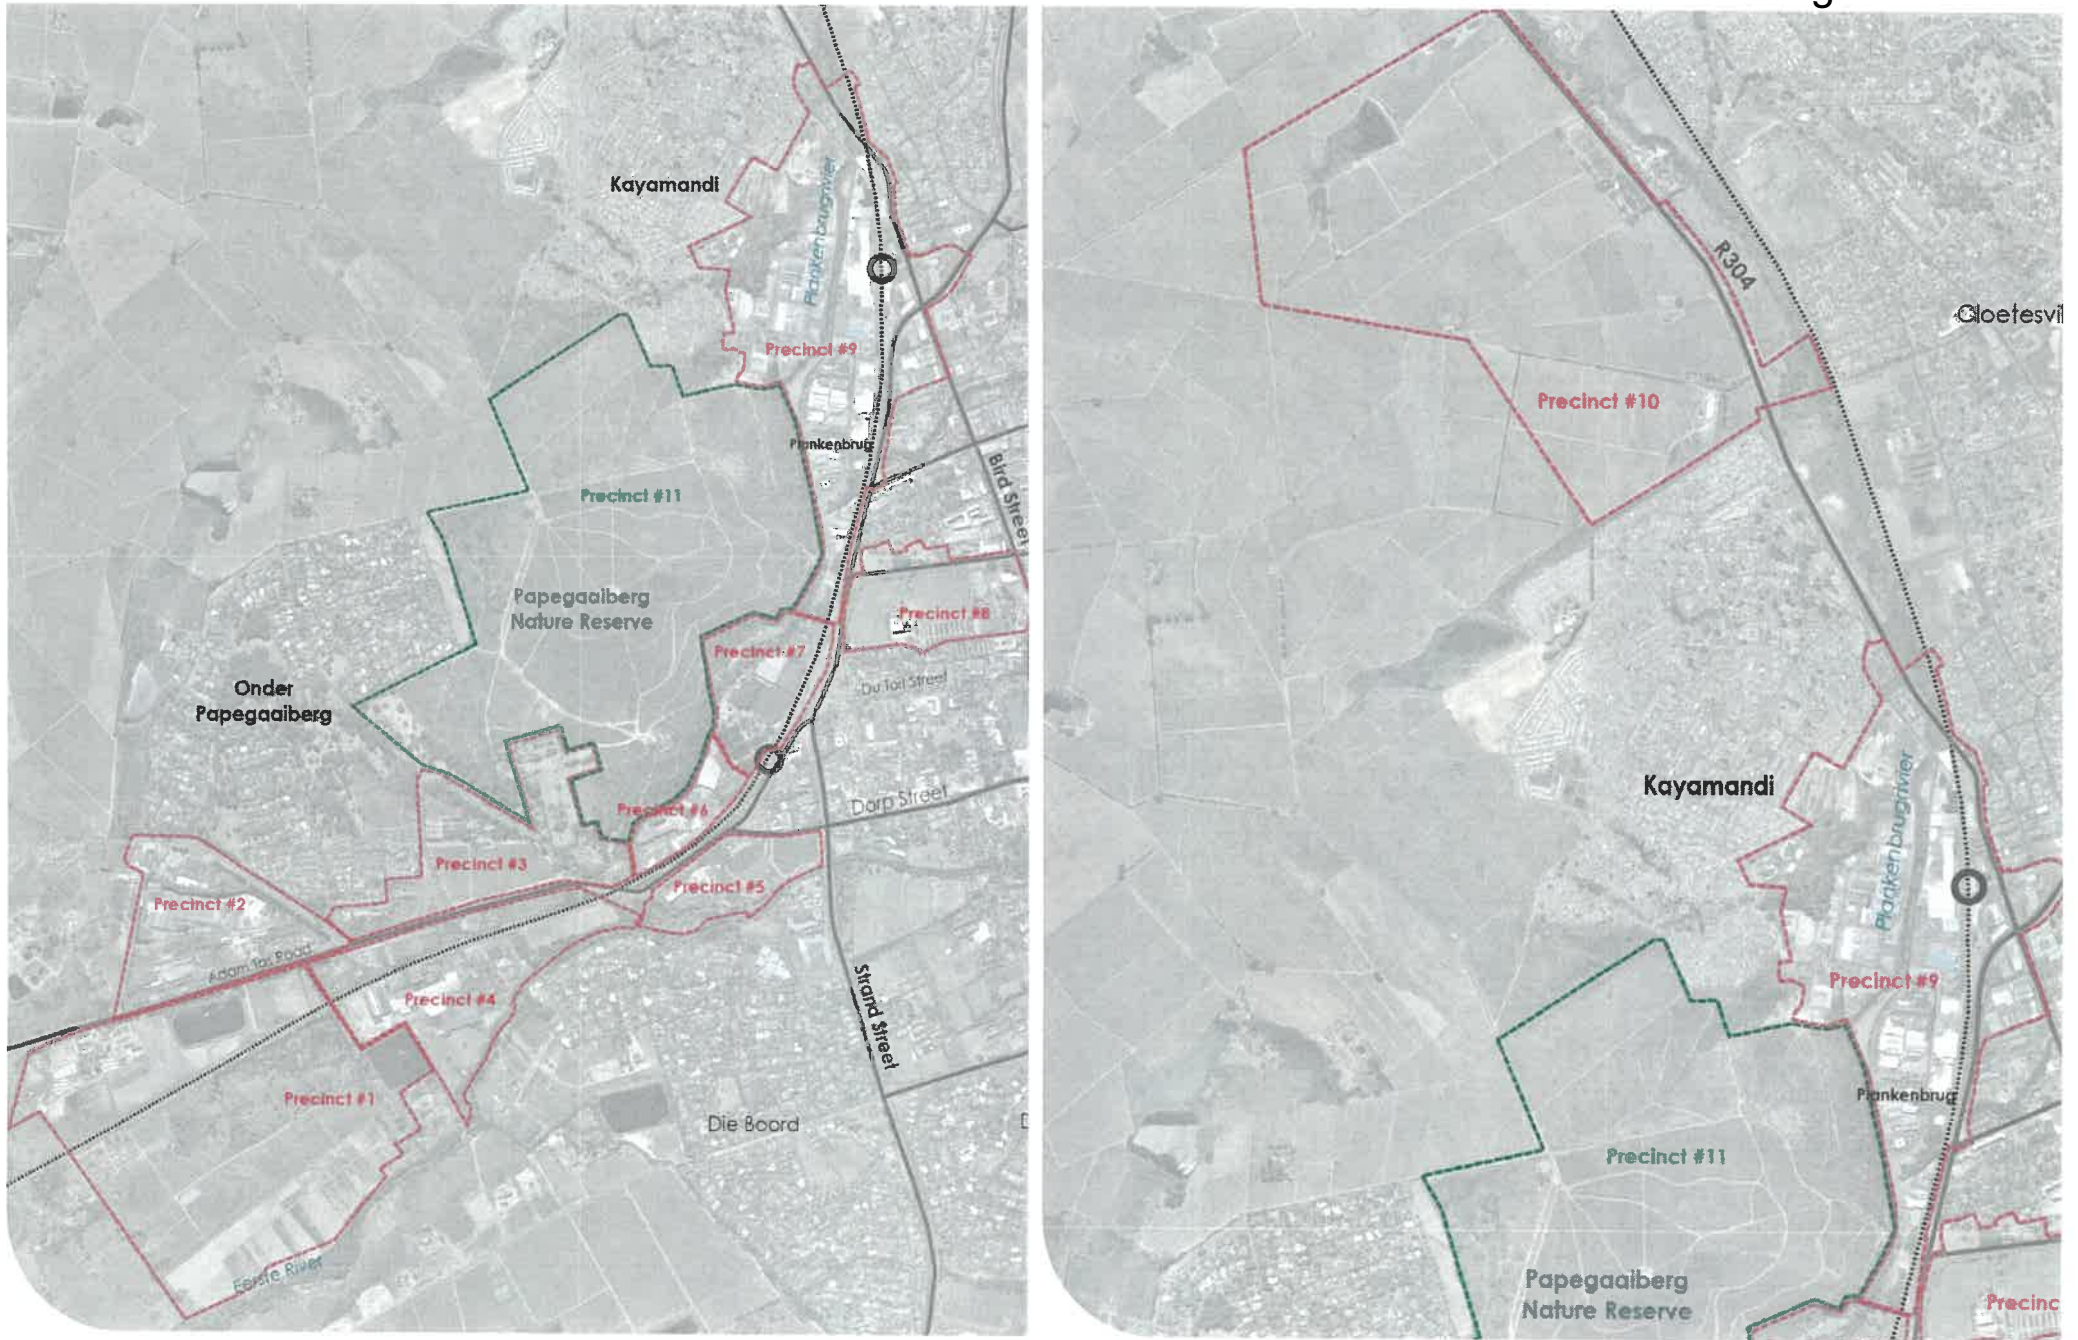 Kayamandi
Plankenbrugrivier
Precinct #9
Plankenbrug
Bird Street
Precinct #11
Papegaaiberg
Nature Reserve
Precinct #8
Precinct #7
Du Toit Street
Onder
Papegaaiberg
Dorp Street
Precinct #6
Precinct #3
Precinct #5
Precinct #2
Adam Tas Road
Precinct #4
Strand Street
Precinct #1
Die Boord
Eerste River
R304
Cloetesvil
Precinct #10
Kayamandi
Plankenbrugrivier
Precinct #9
Plankenbrug
Precinct #11
Papegaaiberg
Nature Reserve
Precinc